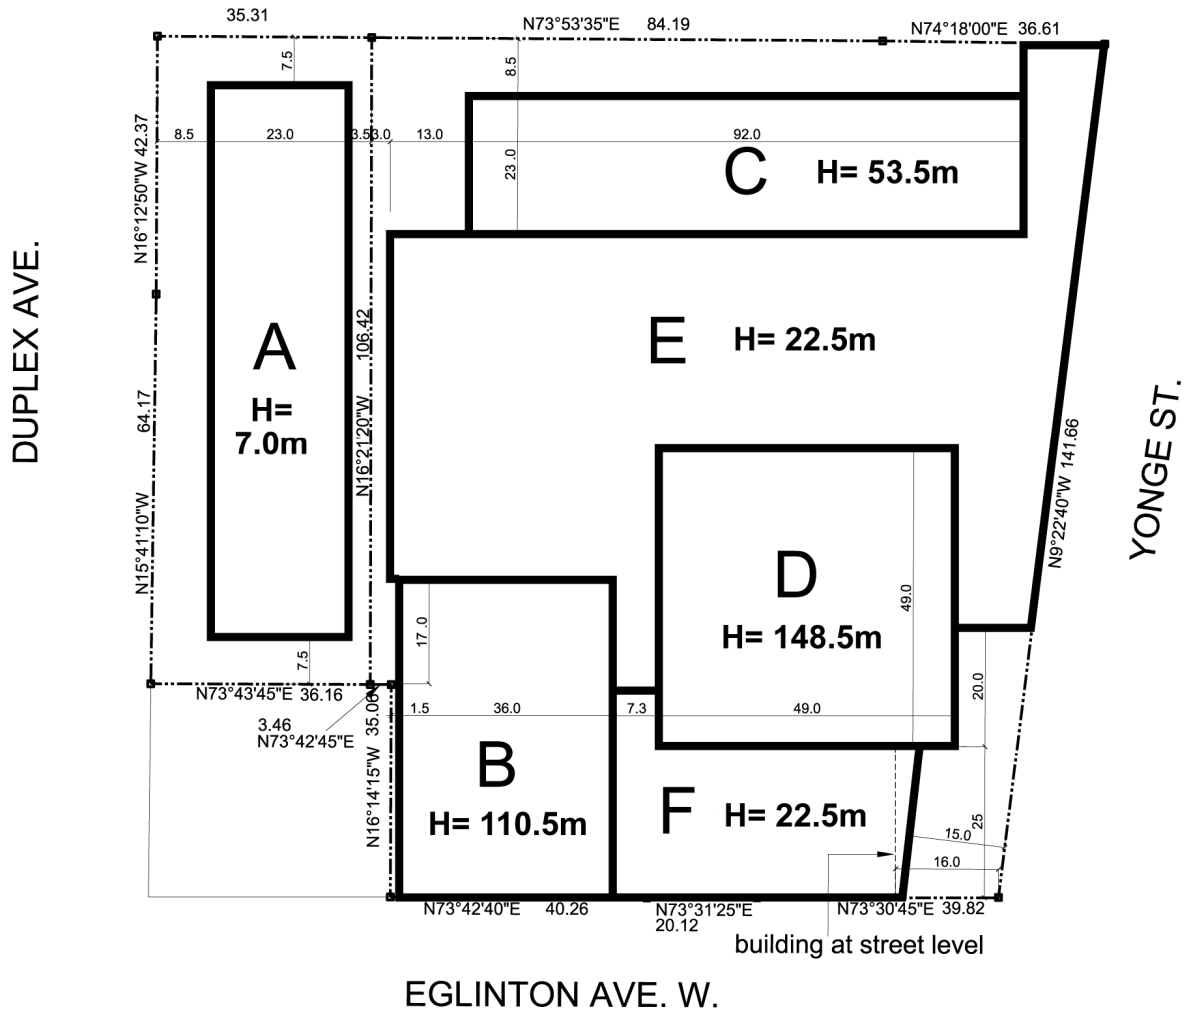 35.31
N73°53'35"E 84.19
N74°18'00"E 36.61
7.5
8.5
N16°12'50"W 42.37
8.5 23.0 3.5 3.0 13.0 92.0
23 .0
C H= 53.5m
DUPLEX AVE.
A
H=
7.0m
106.42
N16°21'20"W
E H= 22.5m
64.17
N15°41'10"W
N9°22'40"W 141.66
YONGE ST.
D
H= 148.5m
49.0
17 .0
7.5
N73°43'45"E 36.16
3.46
N73°42'45"E
N16°14'15"W 35.06
1.5 36.0 7.3 49.0
20.0
B
H= 110.5m
F H= 22.5m
25
15.0
16.0
N73°42'40"E 40.26
N73°31'25"E
20.12
N73°30'45"E 39.82
building at street level
EGLINTON AVE. W.